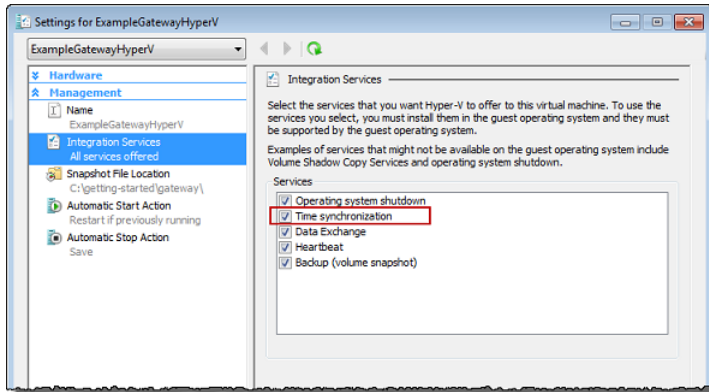 Settings for ExampleGatewayHyperV
ExampleGatewayHyperV
Hardware
Management
Name
ExampleGatewayHyperV
Integration Services
All services offered
Snapshot File Location
C:\getting-started\gateway\
Automatic Start Action
Restart if previously running
Automatic Stop Action
Save
Integration Services
Select the services that you want Hyper-V to offer to this virtual machine. To use the
services you select, you must install them in the guest operating system and they must
be supported by the guest operating system.
Examples of services that might not be available on the guest operating system include
Volume Shadow Copy Services and operating system shutdown.
Services
Operating system shutdown
Time synchronization
Data Exchange
Heartbeat
Backup (volume snapshot)